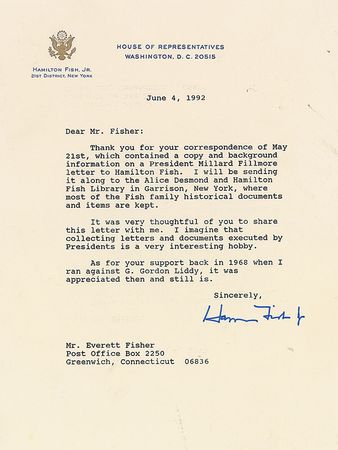 HOUSE OF REPRESENTATIVES
WASHINGTON, D. C. 20515
HAMILTON FISH, JR.
21ST DISTRICT, NEW YORK
June 4, 1992
Dear Mr. Fisher:
Thank you for your correspondence of May
21st, which contained a copy and background
information on a President Millard Fillmore
letter to Hamilton Fish. I will be sending
it along to the Alice Desmond and Hamilton
Fish Library in Garrison, New York, where
most of the Fish family historical documents
and items are kept.
It was very thoughtful of you to share
this letter with me. I imagine that
collecting letters and documents executed by
Presidents is a very interesting hobby.
As for your support back in 1968 when I
ran against G. Gordon Liddy, it was
appreciated then and still is.
Sincerely,
Ham Fish Jr
Mr. Everett Fisher
Post Office Box 2250
Greenwich, Connecticut 06836